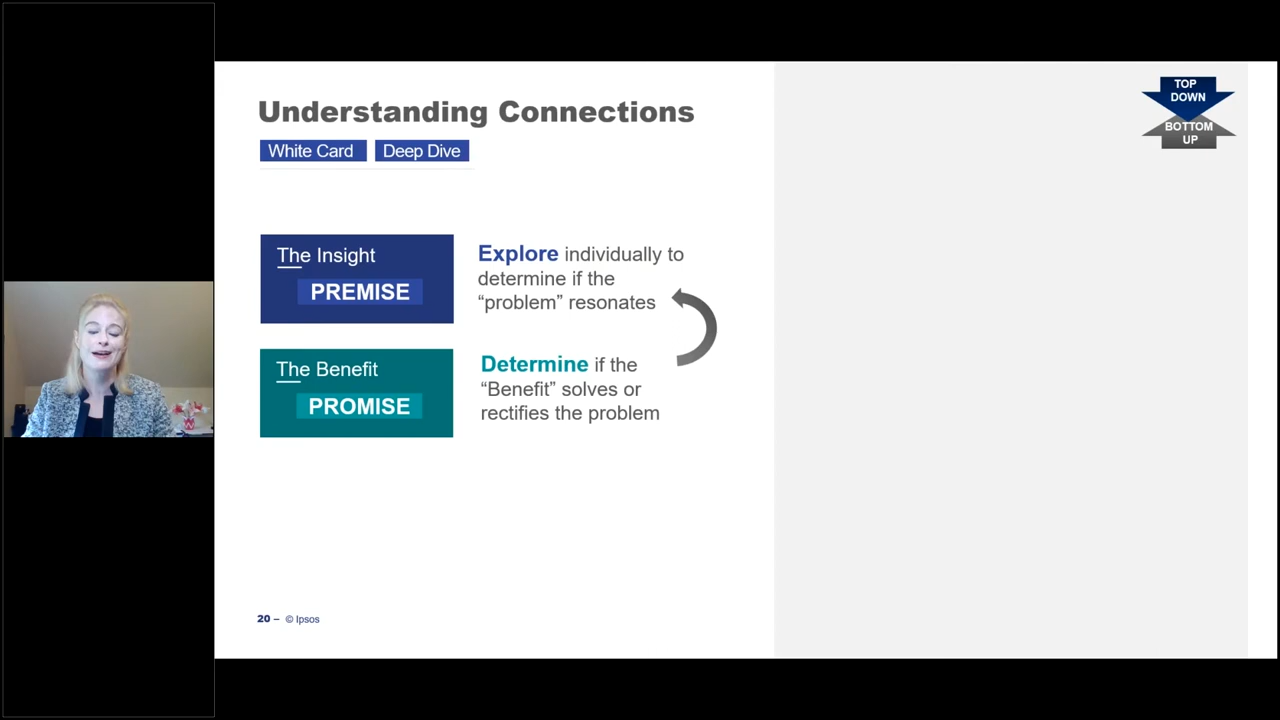 Understanding Connections
White Card Deep Dive
The Insight
PREMISE
Explore individually to
determine if the
“problem” resonates
The Benefit
PROMISE
Determine if the
“Benefit” solves or
rectifies the problem
TOP
DOWN
BOTTOM
UP
20 – © Ipsos